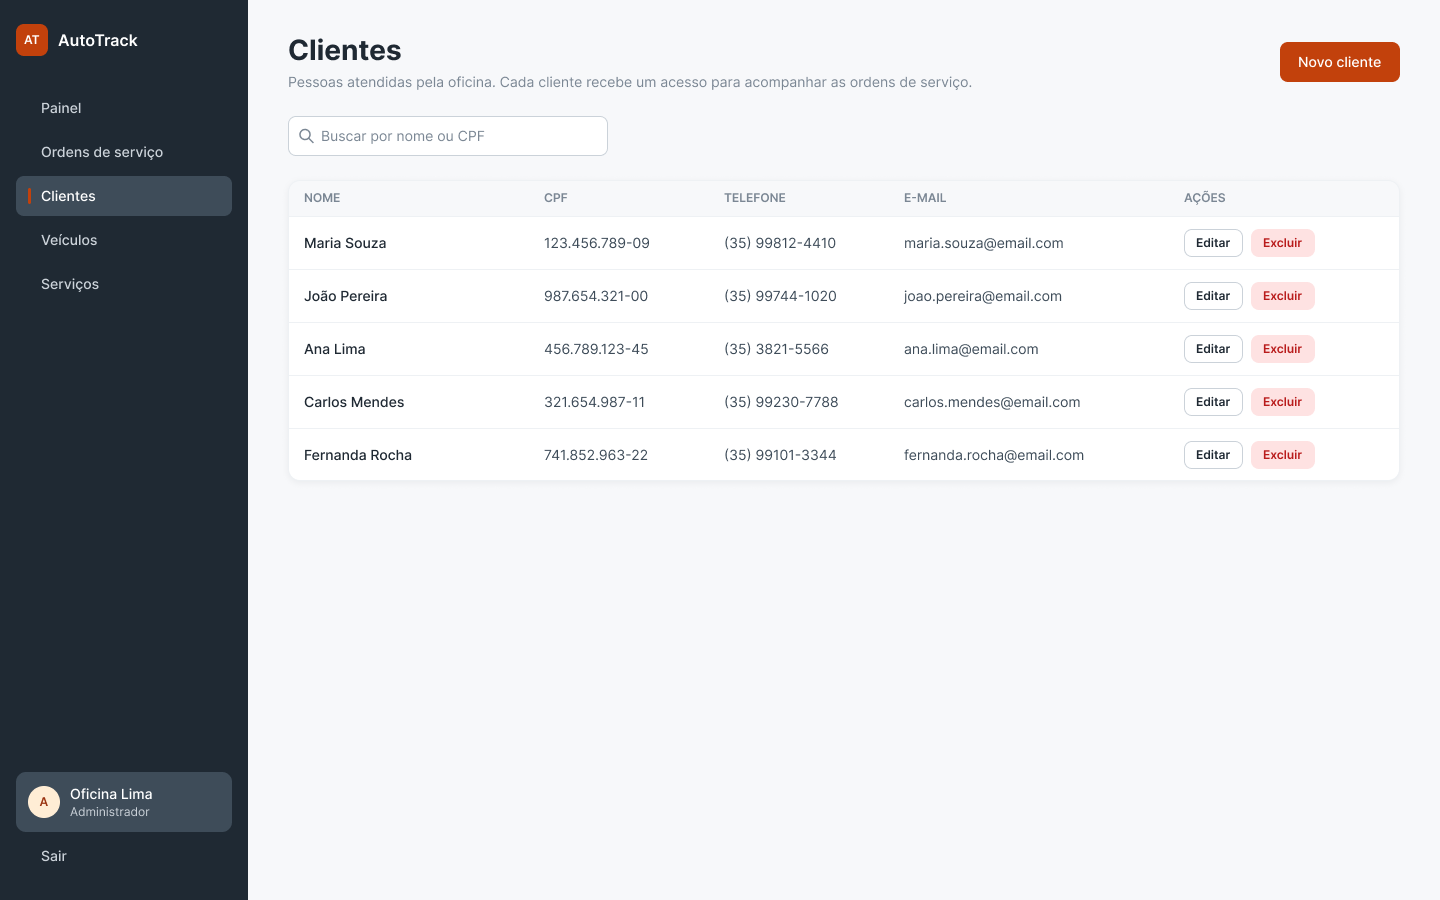 AT AutoTrack
Painel
Ordens de serviço
Clientes
Veículos
Serviços
A Oficina Lima
Administrador
Sair
Clientes
Pessoas atendidas pela oficina. Cada cliente recebe um acesso para acompanhar as ordens de serviço.
Novo cliente
Buscar por nome ou CPF
NOME CPF TELEFONE E-MAIL AÇÕES
Maria Souza 123.456.789-09 (35) 99812-4410 maria.souza@email.com Editar Excluir
João Pereira 987.654.321-00 (35) 99744-1020 joao.pereira@email.com Editar Excluir
Ana Lima 456.789.123-45 (35) 3821-5566 ana.lima@email.com Editar Excluir
Carlos Mendes 321.654.987-11 (35) 99230-7788 carlos.mendes@email.com Editar Excluir
Fernanda Rocha 741.852.963-22 (35) 99101-3344 fernanda.rocha@email.com Editar Excluir